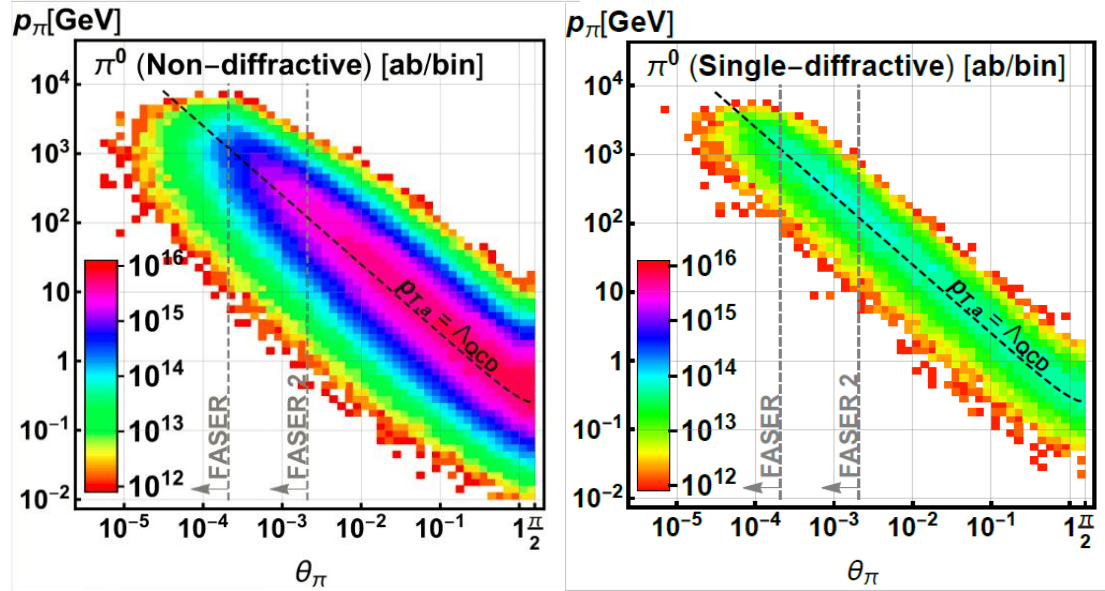 p_π[GeV]
π⁰ (Non−diffractive) [ab/bin]
10⁴
10³
10²
10
1
10⁻¹
10⁻²
10¹⁶
10¹⁵
10¹⁴
10¹³
10¹²
p_T,a = Λ_QCD
FASER
FASER 2
10⁻⁵ 10⁻⁴ 10⁻³ 10⁻² 10⁻¹ 1 π/2
θ_π
p_π[GeV]
π⁰ (Single−diffractive) [ab/bin]
10⁴
10³
10²
10
1
10⁻¹
10⁻²
10¹⁶
10¹⁵
10¹⁴
10¹³
10¹²
p_T,a = Λ_QCD
FASER
FASER 2
10⁻⁵ 10⁻⁴ 10⁻³ 10⁻² 10⁻¹ 1 π/2
θ_π